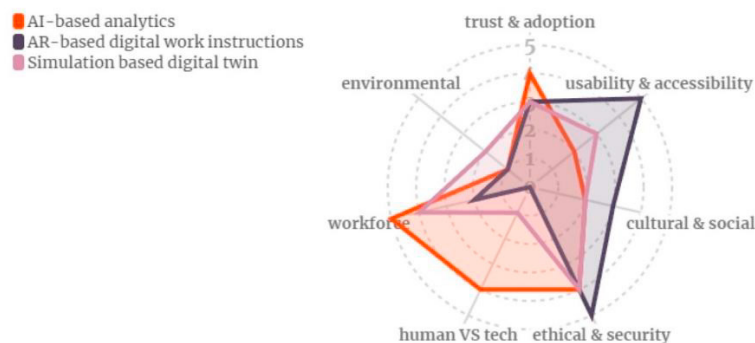 AI-based analytics
AR-based digital work instructions
Simulation based digital twin
trust & adoption
5
environmental
usability & accessibility
2
1
workforce
cultural & social
human VS tech
ethical & security